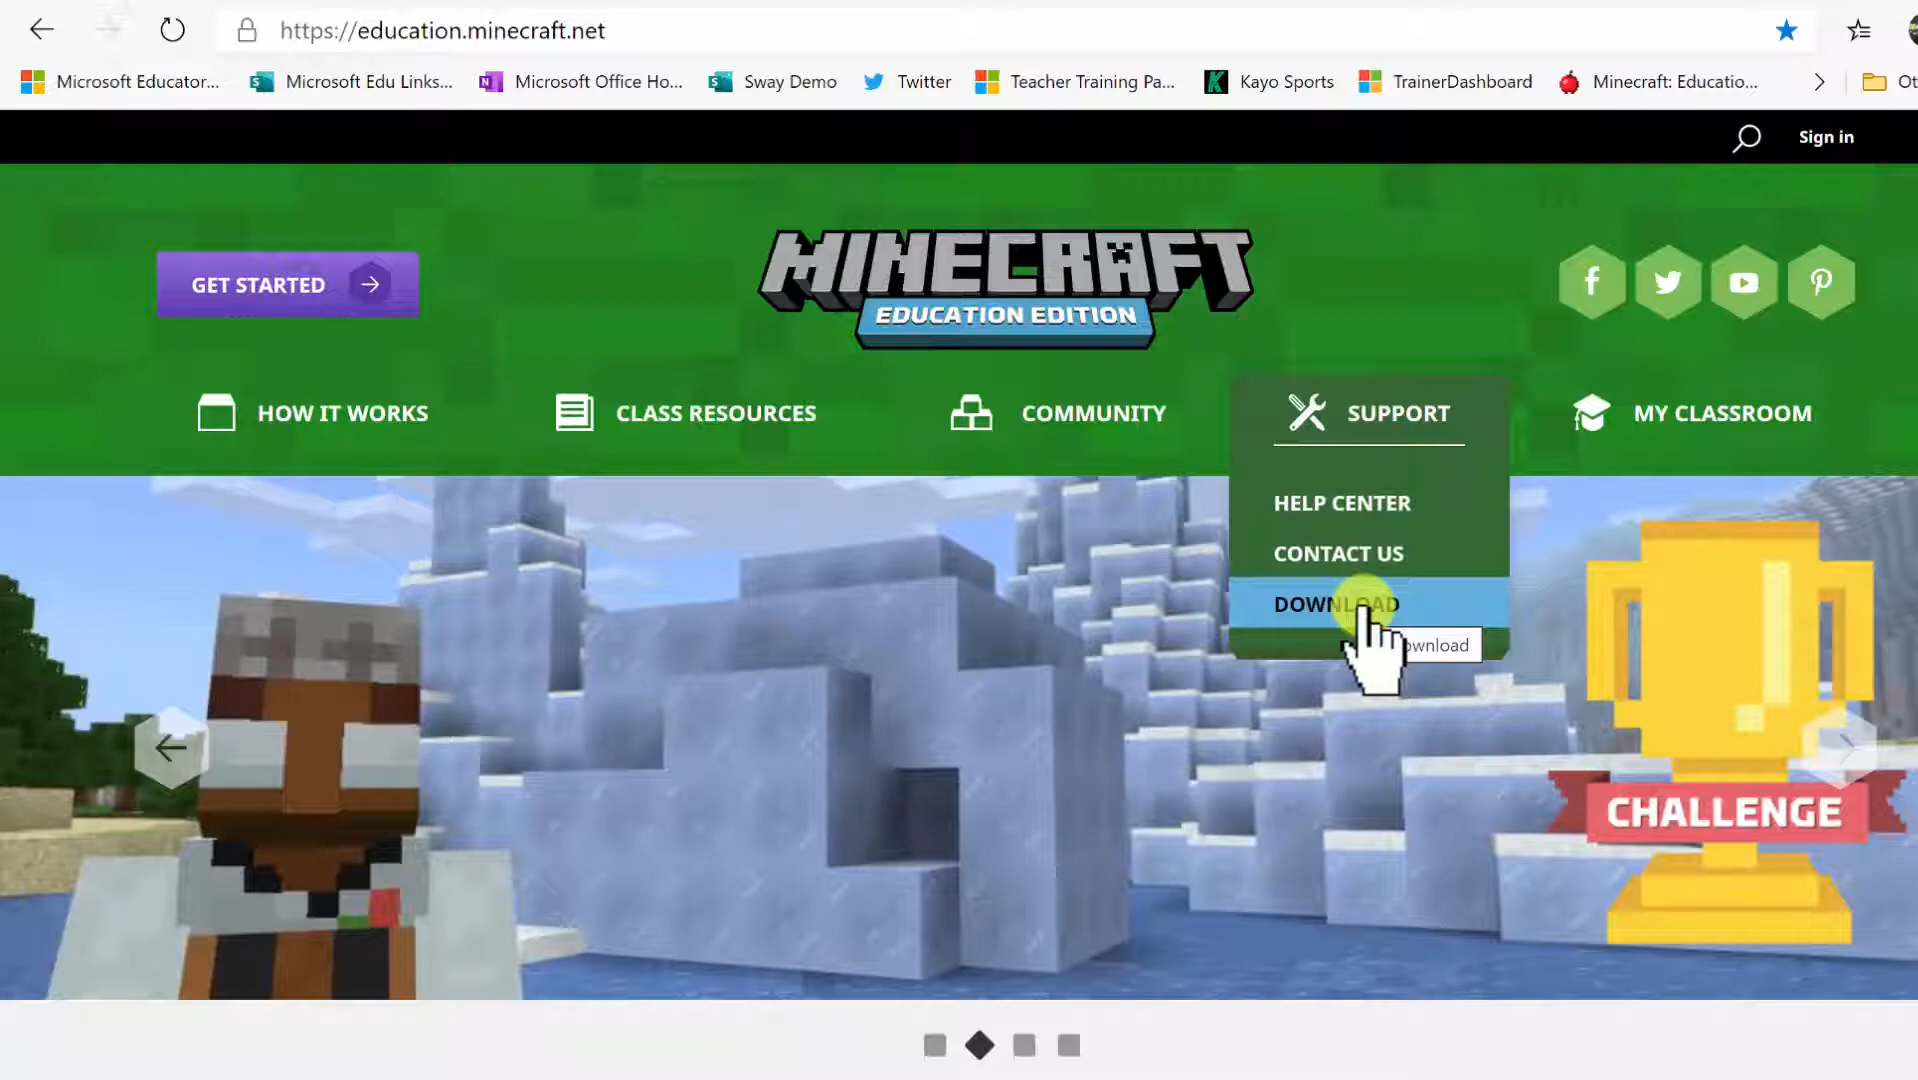 https://education.minecraft.net
Microsoft Educator... Microsoft Edu Links... Microsoft Office Ho... Sway Demo Twitter Teacher Training Pa... Kayo Sports TrainerDashboard Minecraft: Educatio... Ot
Sign in
GET STARTED
MINECRAFT
EDUCATION EDITION
HOW IT WORKS CLASS RESOURCES COMMUNITY SUPPORT MY CLASSROOM
HELP CENTER
CONTACT US
DOWNLOAD
ownload
CHALLENGE